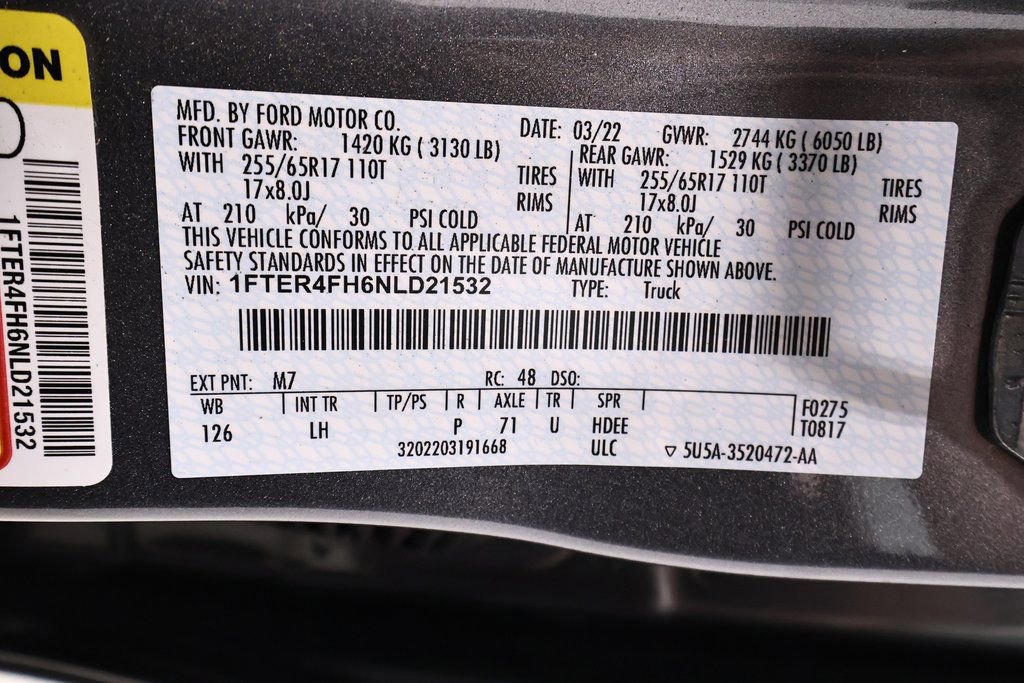 ON
1FTER4FH6NLD21532
MFD. BY FORD MOTOR CO. DATE: 03/22 GVWR: 2744 KG ( 6050 LB)
FRONT GAWR: 1420 KG ( 3130 LB) REAR GAWR: 1529 KG ( 3370 LB)
WITH 255/65R17 110T TIRES WITH 255/65R17 110T TIRES
17x8.0J RIMS 17x8.0J RIMS
AT 210 kPa/ 30 PSI COLD AT 210 kPa/ 30 PSI COLD
THIS VEHICLE CONFORMS TO ALL APPLICABLE FEDERAL MOTOR VEHICLE
SAFETY STANDARDS IN EFFECT ON THE DATE OF MANUFACTURE SHOWN ABOVE.
VIN: 1FTER4FH6NLD21532 TYPE: Truck
EXT PNT: M7 RC: 48 DSO:
WB INT TR TP/PS R AXLE TR SPR F0275
126 LH P 71 U HDEE T0817
3202203191668 ULC ▽ 5U5A-3520472-AA